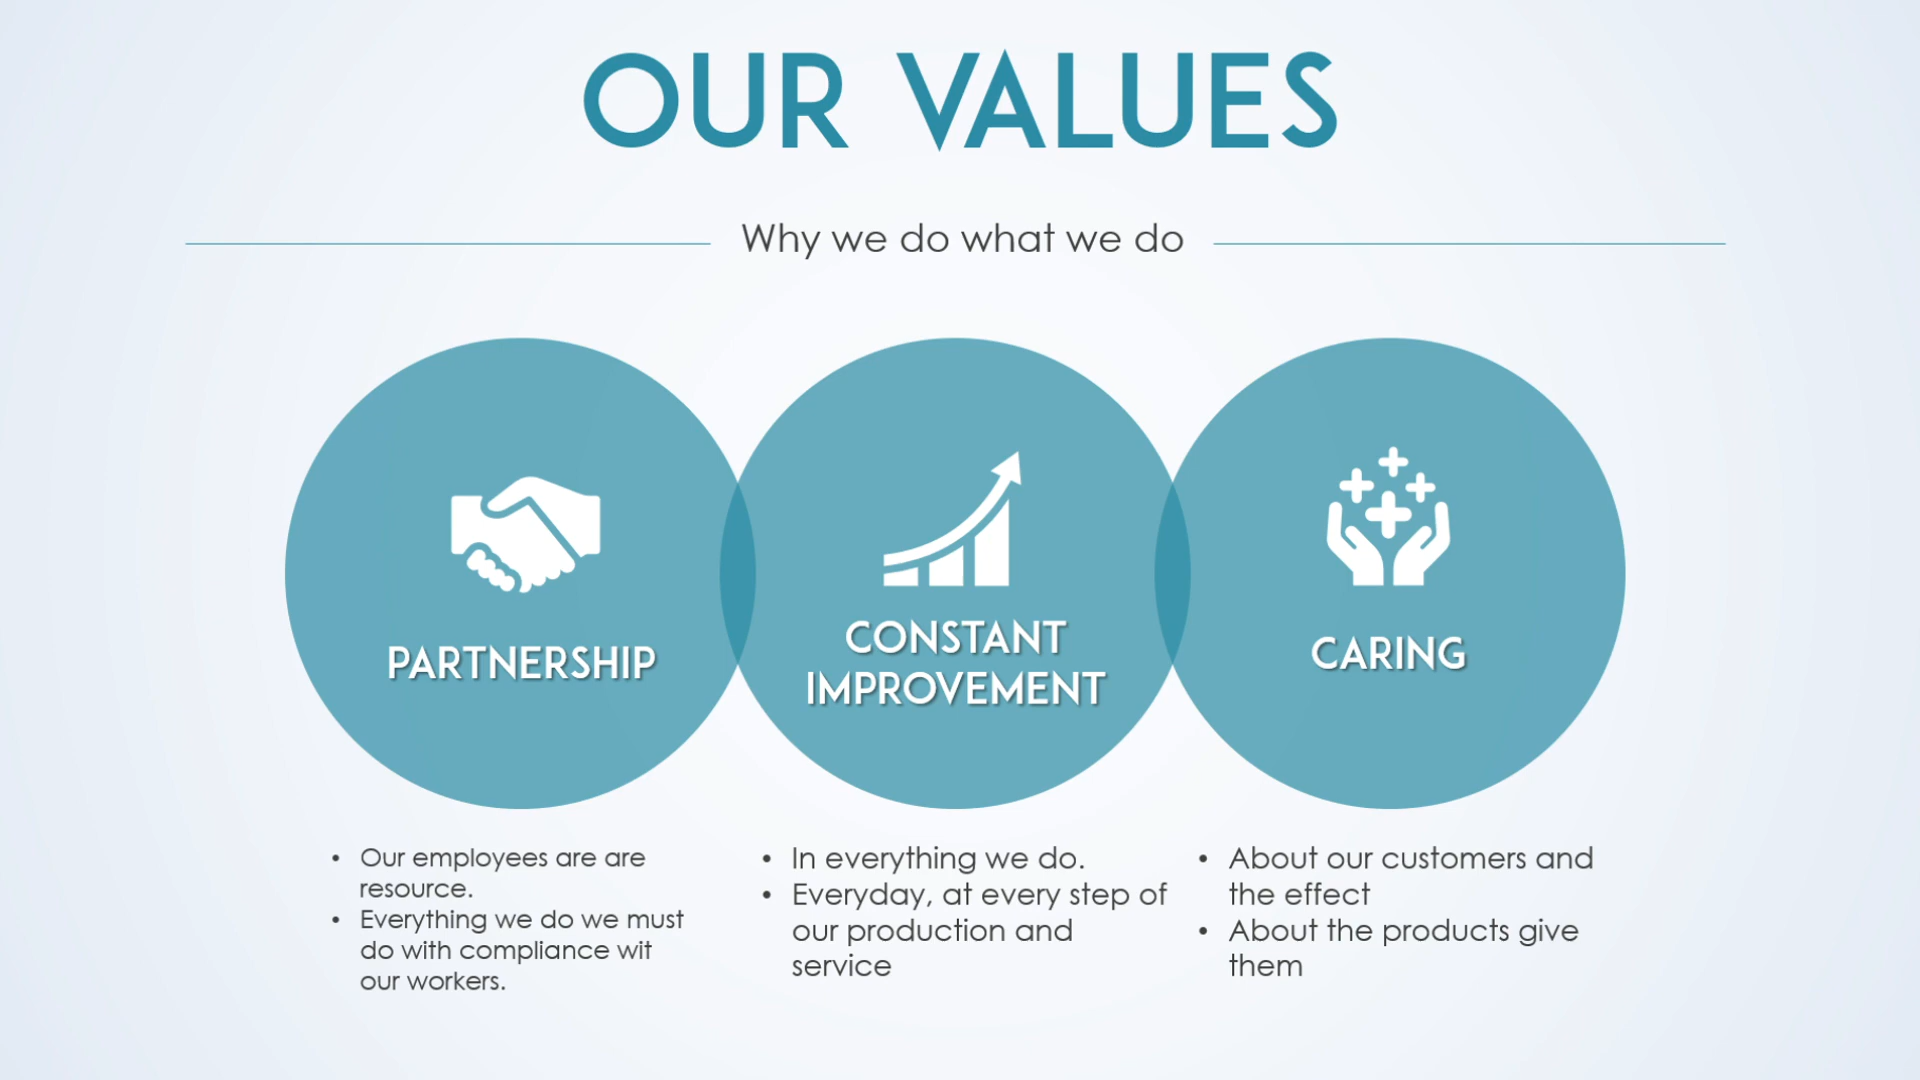 OUR VALUES
Why we do what we do
PARTNERSHIP
CONSTANT
IMPROVEMENT
CARING
• Our employees are are
resource.
• Everything we do we must
do with compliance wit
our workers.
• In everything we do.
• Everyday, at every step of
our production and
service
• About our customers and
the effect
• About the products give
them